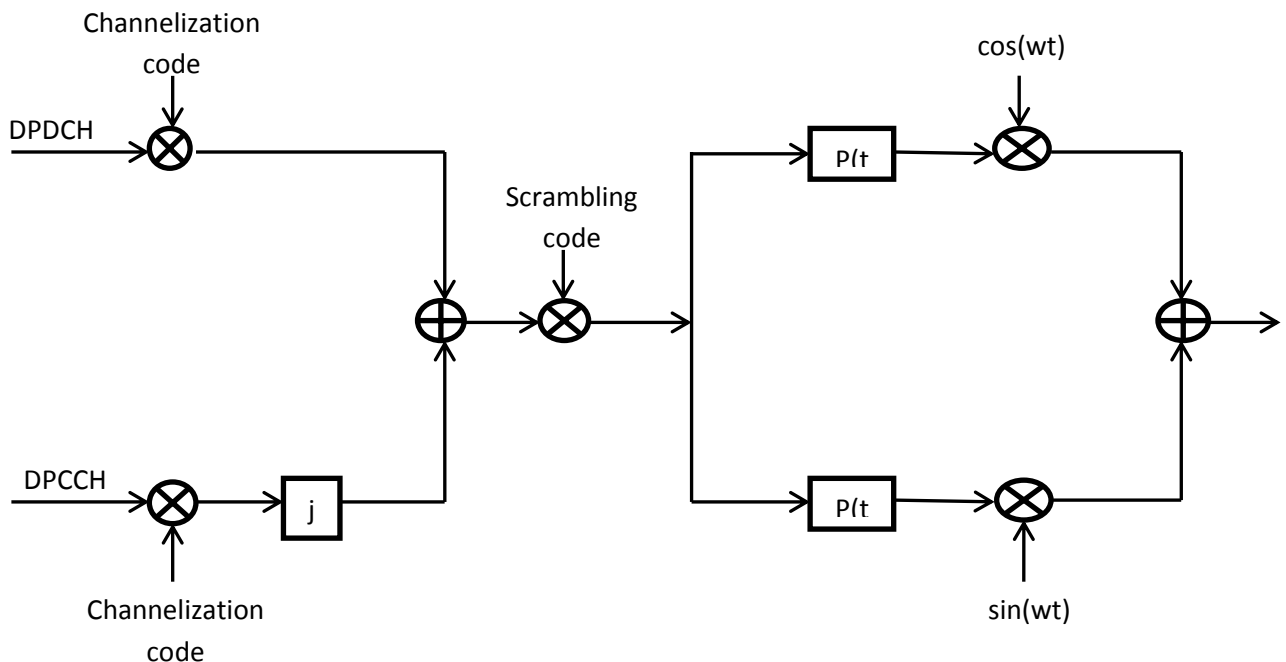 Channelization
code
cos(wt)
DPDCH
P(t
Scrambling
code
DPCCH
j
P(t
Channelization
code
sin(wt)